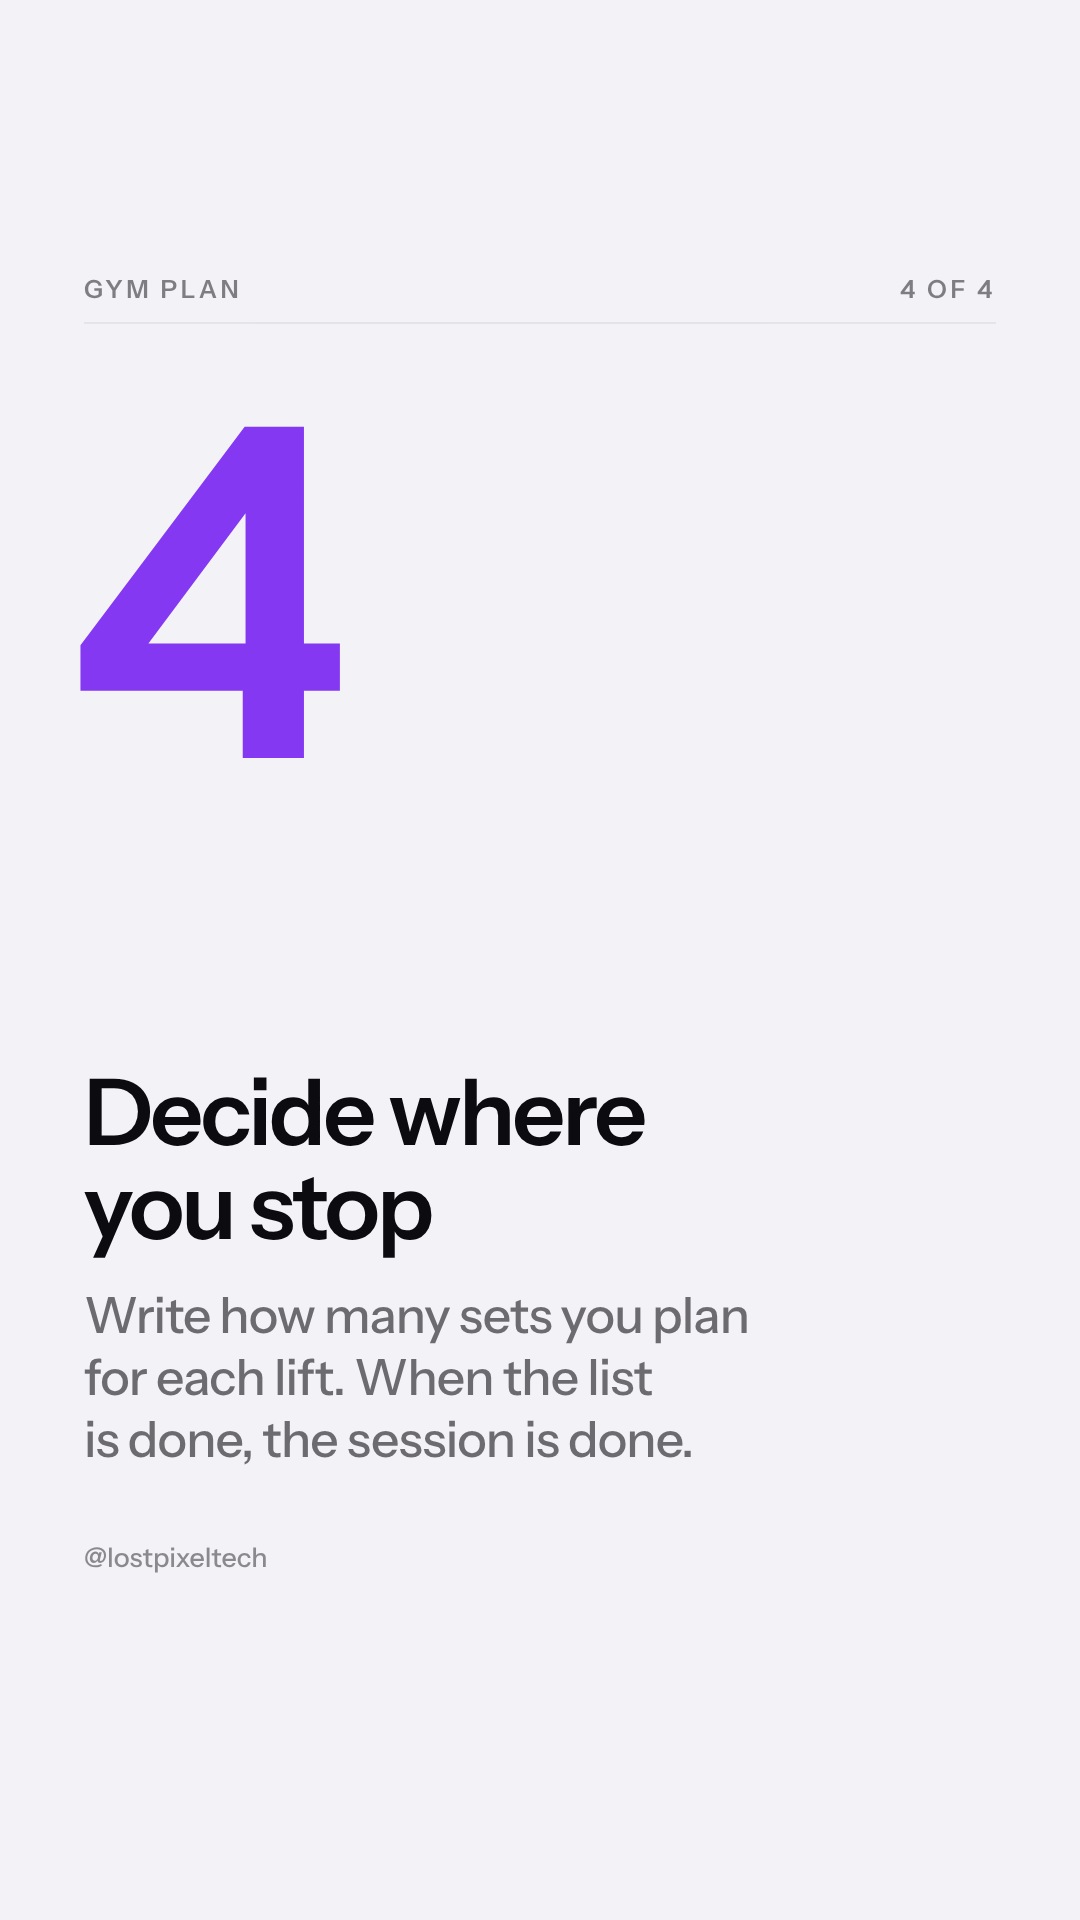 GYM PLAN
4 OF 4
4
Decide where
you stop
Write how many sets you plan
for each lift. When the list
is done, the session is done.
@lostpixeltech